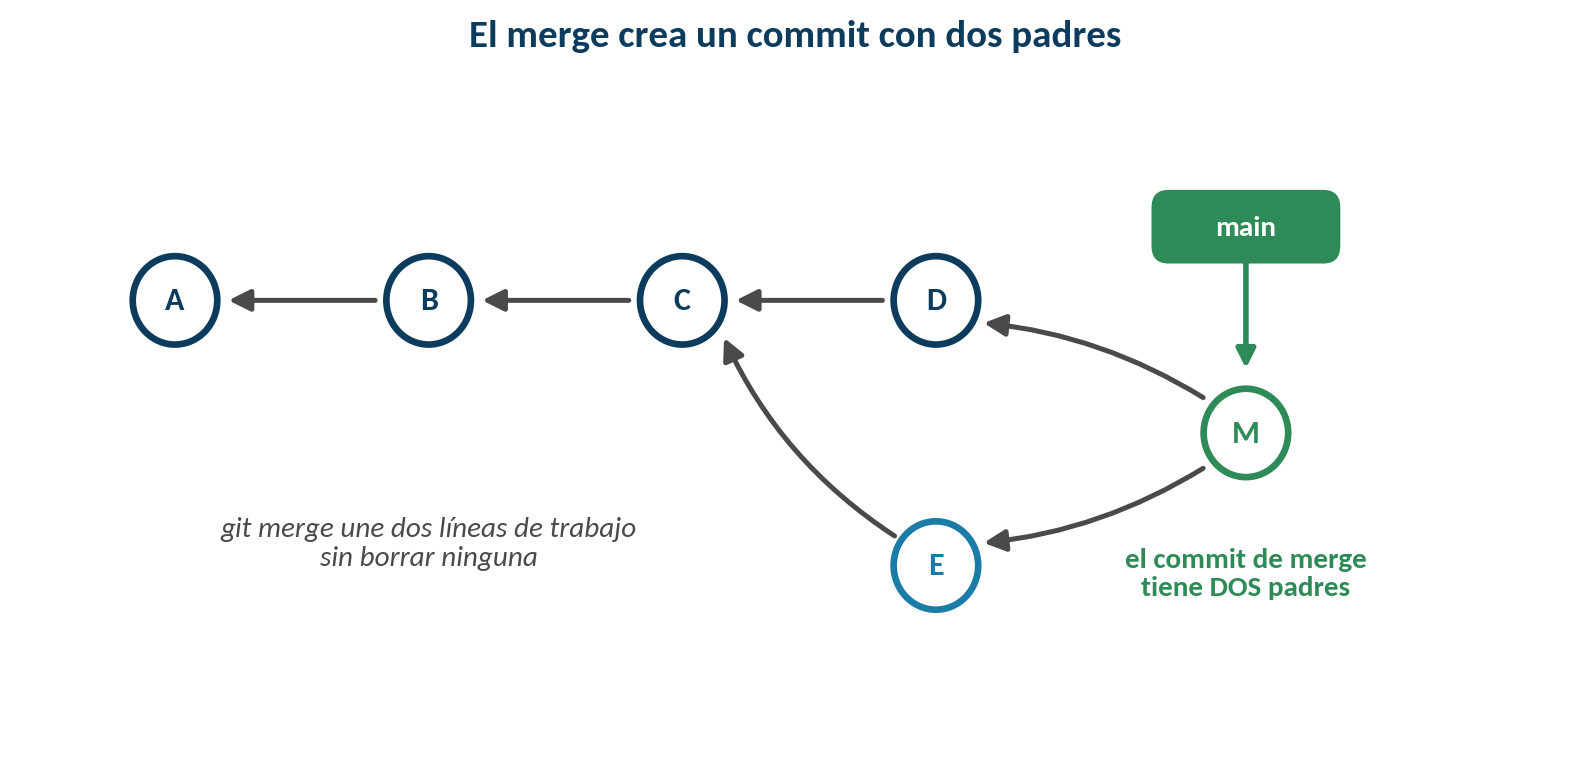 El merge crea un commit con dos padres
main
A
B
C
D
M
git merge une dos líneas de trabajo
sin borrar ninguna
E
el commit de merge
tiene DOS padres